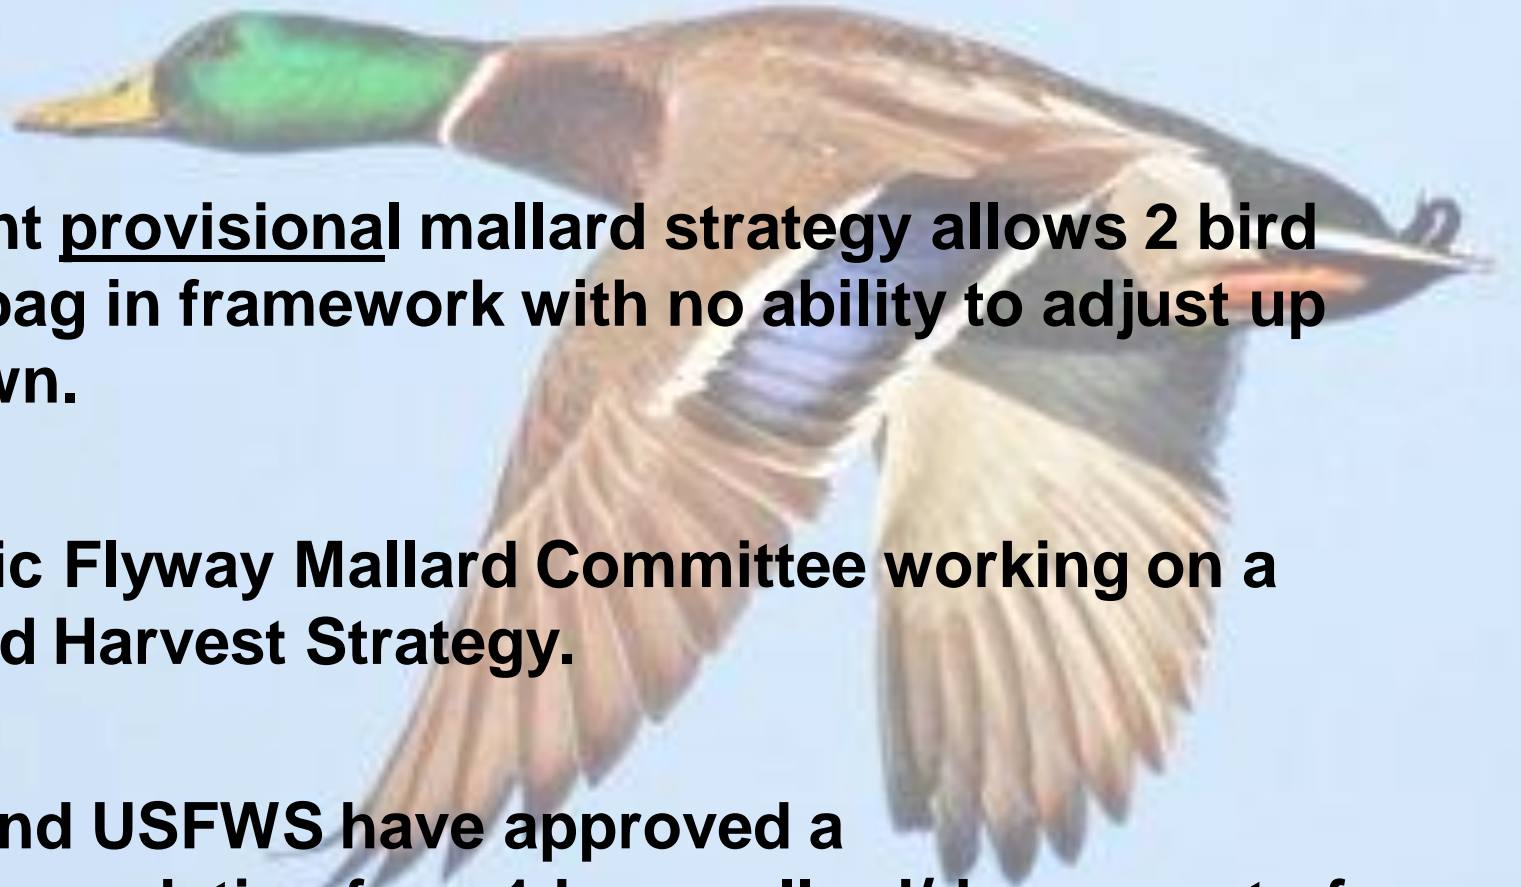 nt provisional mallard strategy allows 2 bird
bag in framework with no ability to adjust up
wn.
ic Flyway Mallard Committee working on a
d Harvest Strategy.
nd USFWS have approved a